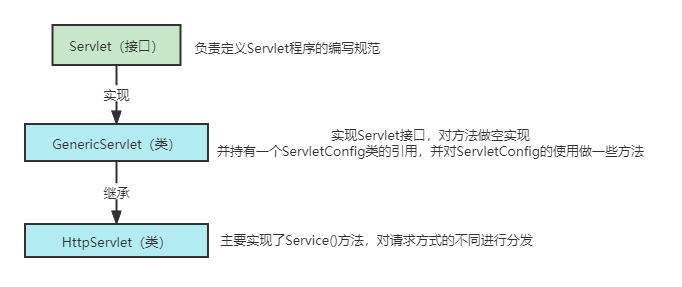 Servlet（接口）
负责定义Servlet程序的编写规范
实现
GenericServlet（类）
实现Servlet接口，对方法做空实现
并持有一个ServletConfig类的引用，并对ServletConfig的使用做一些方法
继承
HttpServlet（类）
主要实现了Service()方法，对请求方式的不同进行分发